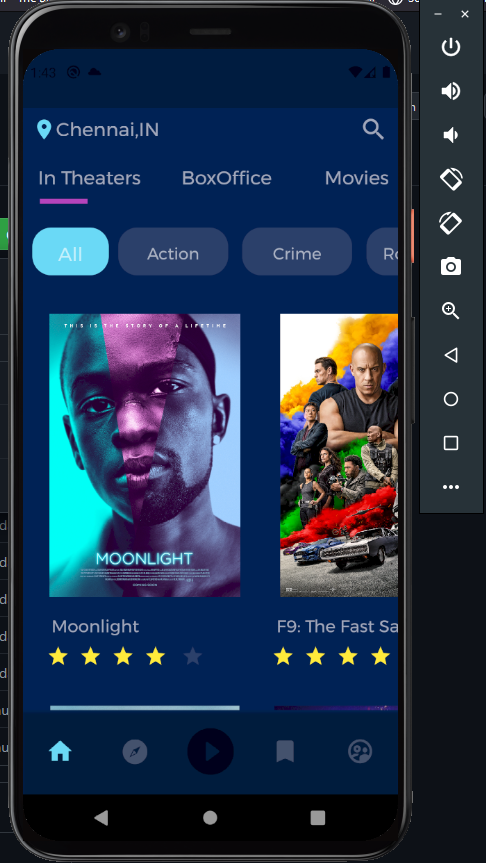 1:43
Chennai,IN
In Theaters BoxOffice Movies
All Action Crime Ro
THIS IS THE STORY OF A LIFETIME
MOONLIGHT
Moonlight F9: The Fast Sa